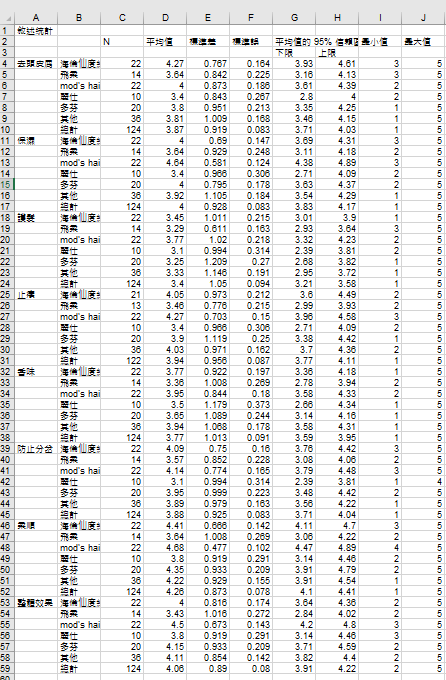 A B C D E F G H I J
1 敘述統計
2 N 平均值 標準差 標準誤 平均值的 95% 信賴區 最小值 最大值
3 下限 上限
4 去頭皮屑 海倫仙度 22 4.27 0.767 0.164 3.93 4.61 3 5
5 飛柔 14 3.64 0.842 0.225 3.16 4.13 3 5
6 mod's hai 22 4 0.873 0.186 3.61 4.39 2 5
7 麗仕 10 3.4 0.843 0.267 2.8 4 2 5
8 多芬 20 3.8 0.951 0.213 3.35 4.25 1 5
9 其他 36 3.81 1.009 0.168 3.46 4.15 1 5
10 總計 124 3.87 0.919 0.083 3.71 4.03 1 5
11 保濕 海倫仙度 22 4 0.69 0.147 3.69 4.31 3 5
12 飛柔 14 3.64 0.929 0.248 3.11 4.18 2 5
13 mod's hai 22 4.64 0.581 0.124 4.38 4.89 3 5
14 麗仕 10 3.4 0.966 0.306 2.71 4.09 2 5
15 多芬 20 4 0.795 0.178 3.63 4.37 2 5
16 其他 36 3.92 1.105 0.184 3.54 4.29 1 5
17 總計 124 4 0.928 0.083 3.83 4.17 1 5
18 護髮 海倫仙度 22 3.45 1.011 0.215 3.01 3.9 1 5
19 飛柔 14 3.29 0.611 0.163 2.93 3.64 3 5
20 mod's hai 22 3.77 1.02 0.218 3.32 4.23 2 5
21 麗仕 10 3.1 0.994 0.314 2.39 3.81 2 5
22 多芬 20 3.25 1.209 0.27 2.68 3.82 1 5
23 其他 36 3.33 1.146 0.191 2.95 3.72 1 5
24 總計 124 3.4 1.05 0.094 3.21 3.58 1 5
25 止癢 海倫仙度 21 4.05 0.973 0.212 3.6 4.49 2 5
26 飛柔 13 3.46 0.776 0.215 2.99 3.93 2 5
27 mod's hai 22 4.27 0.703 0.15 3.96 4.58 3 5
28 麗仕 10 3.4 0.966 0.306 2.71 4.09 2 5
29 多芬 20 3.9 1.119 0.25 3.38 4.42 1 5
30 其他 36 4.03 0.971 0.162 3.7 4.36 2 5
31 總計 122 3.94 0.956 0.087 3.77 4.11 1 5
32 香味 海倫仙度 22 3.77 0.922 0.197 3.36 4.18 1 5
33 飛柔 14 3.36 1.008 0.269 2.78 3.94 2 5
34 mod's hai 22 3.95 0.844 0.18 3.58 4.33 2 5
35 麗仕 10 3.5 1.179 0.373 2.66 4.34 1 5
36 多芬 20 3.65 1.089 0.244 3.14 4.16 1 5
37 其他 36 3.94 1.068 0.178 3.58 4.31 1 5
38 總計 124 3.77 1.013 0.091 3.59 3.95 1 5
39 防止分岔 海倫仙度 22 4.09 0.75 0.16 3.76 4.42 3 5
40 飛柔 14 3.57 0.852 0.228 3.08 4.06 2 5
41 mod's hai 22 4.14 0.774 0.165 3.79 4.48 3 5
42 麗仕 10 3.1 0.994 0.314 2.39 3.81 1 4
43 多芬 20 3.95 0.999 0.223 3.48 4.42 2 5
44 其他 36 3.89 0.979 0.163 3.56 4.22 1 5
45 總計 124 3.88 0.925 0.083 3.71 4.04 1 5
46 柔順 海倫仙度 22 4.41 0.666 0.142 4.11 4.7 3 5
47 飛柔 14 3.64 1.008 0.269 3.06 4.22 2 5
48 mod's hai 22 4.68 0.477 0.102 4.47 4.89 4 5
49 麗仕 10 3.8 0.919 0.291 3.14 4.46 2 5
50 多芬 20 4.35 0.933 0.209 3.91 4.79 2 5
51 其他 36 4.22 0.929 0.155 3.91 4.54 1 5
52 總計 124 4.26 0.873 0.078 4.1 4.41 1 5
53 整體效果 海倫仙度 22 4 0.816 0.174 3.64 4.36 2 5
54 飛柔 14 3.43 1.016 0.272 2.84 4.02 2 5
55 mod's hai 22 4.5 0.673 0.143 4.2 4.8 3 5
56 麗仕 10 3.8 0.919 0.291 3.14 4.46 3 5
57 多芬 20 4.15 0.933 0.209 3.71 4.59 2 5
58 其他 36 4.11 0.854 0.142 3.82 4.4 2 5
59 總計 124 4.06 0.89 0.08 3.91 4.22 2 5